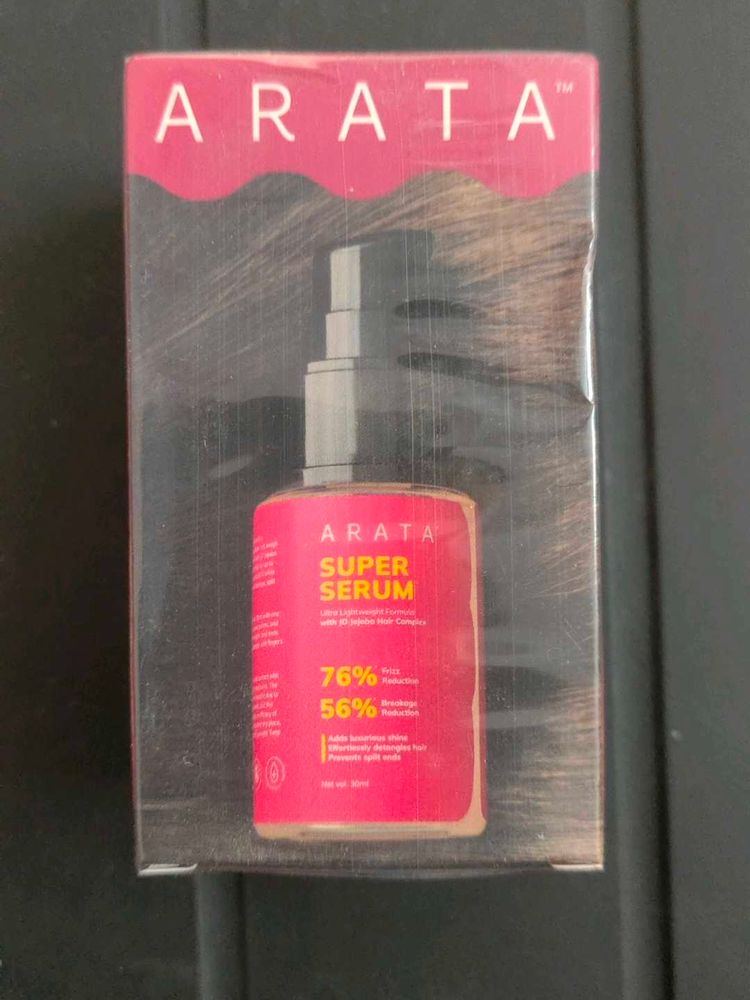 ARATA™
ARATA
SUPER
SERUM
Ultra Lightweight Formula
with JO Jojoba Hair Complex
76% Frizz
Reduction
56% Breakage
Reduction
Adds luxurious shine
Effortlessly detangles hair
Prevents split ends
Net vol. 30ml